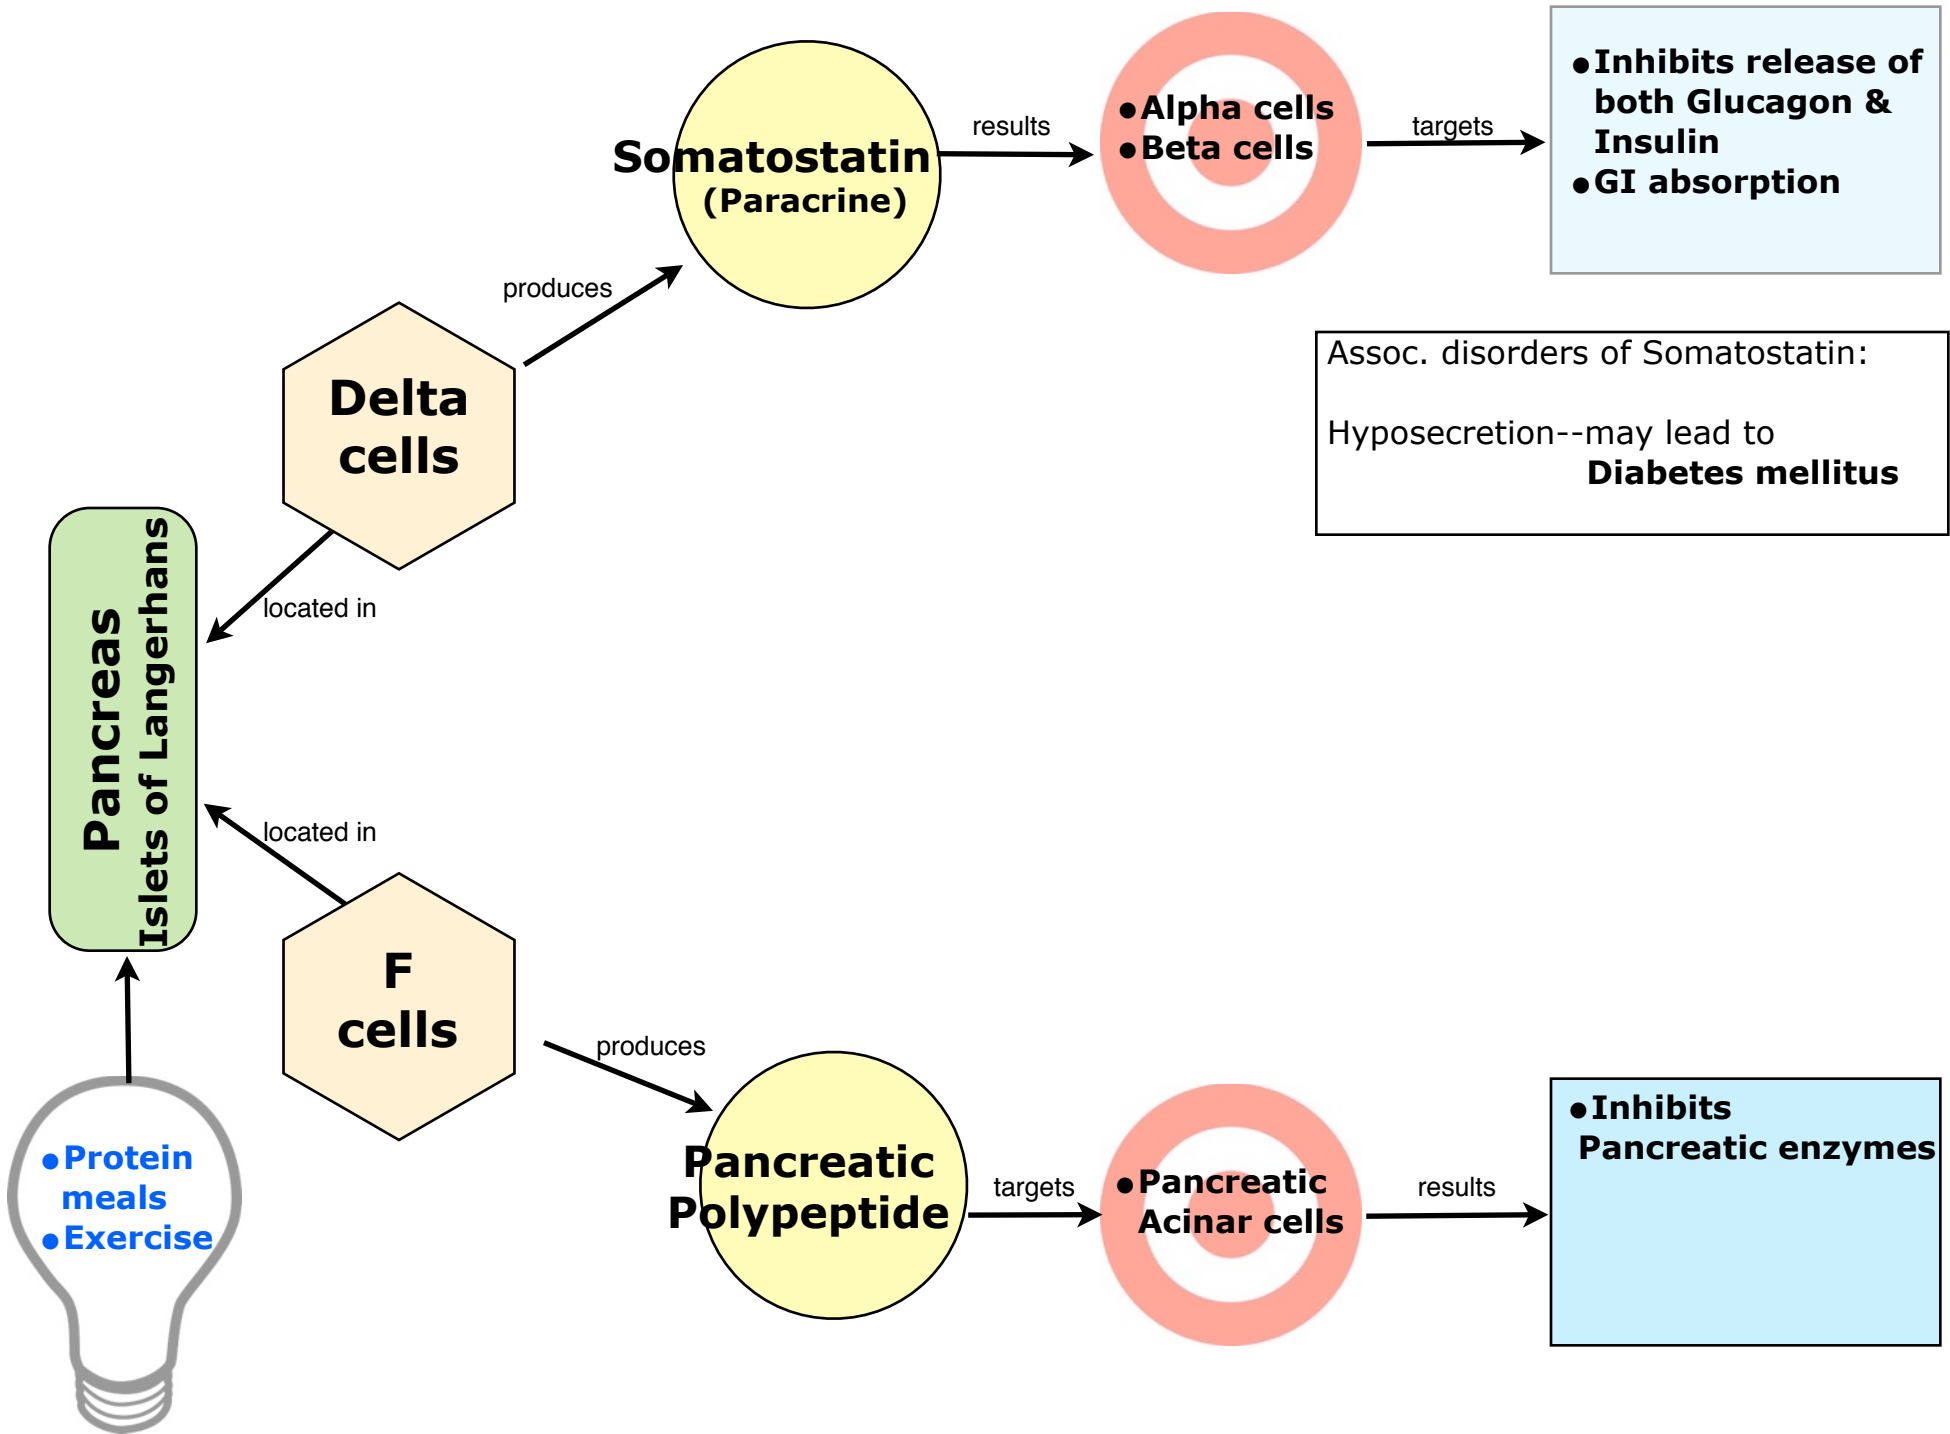 Somatostatin
(Paracrine)
results
● Alpha cells
● Beta cells
targets
● Inhibits release of
both Glucagon &
Insulin
● GI absorption
produces
Delta
cells
Assoc. disorders of Somatostatin:
Hyposecretion--may lead to
Diabetes mellitus
located in
Pancreas
Islets of Langerhans
located in
F
cells
produces
Pancreatic
Polypeptide
targets
● Pancreatic
Acinar cells
results
● Inhibits
Pancreatic enzymes
● Protein
meals
● Exercise